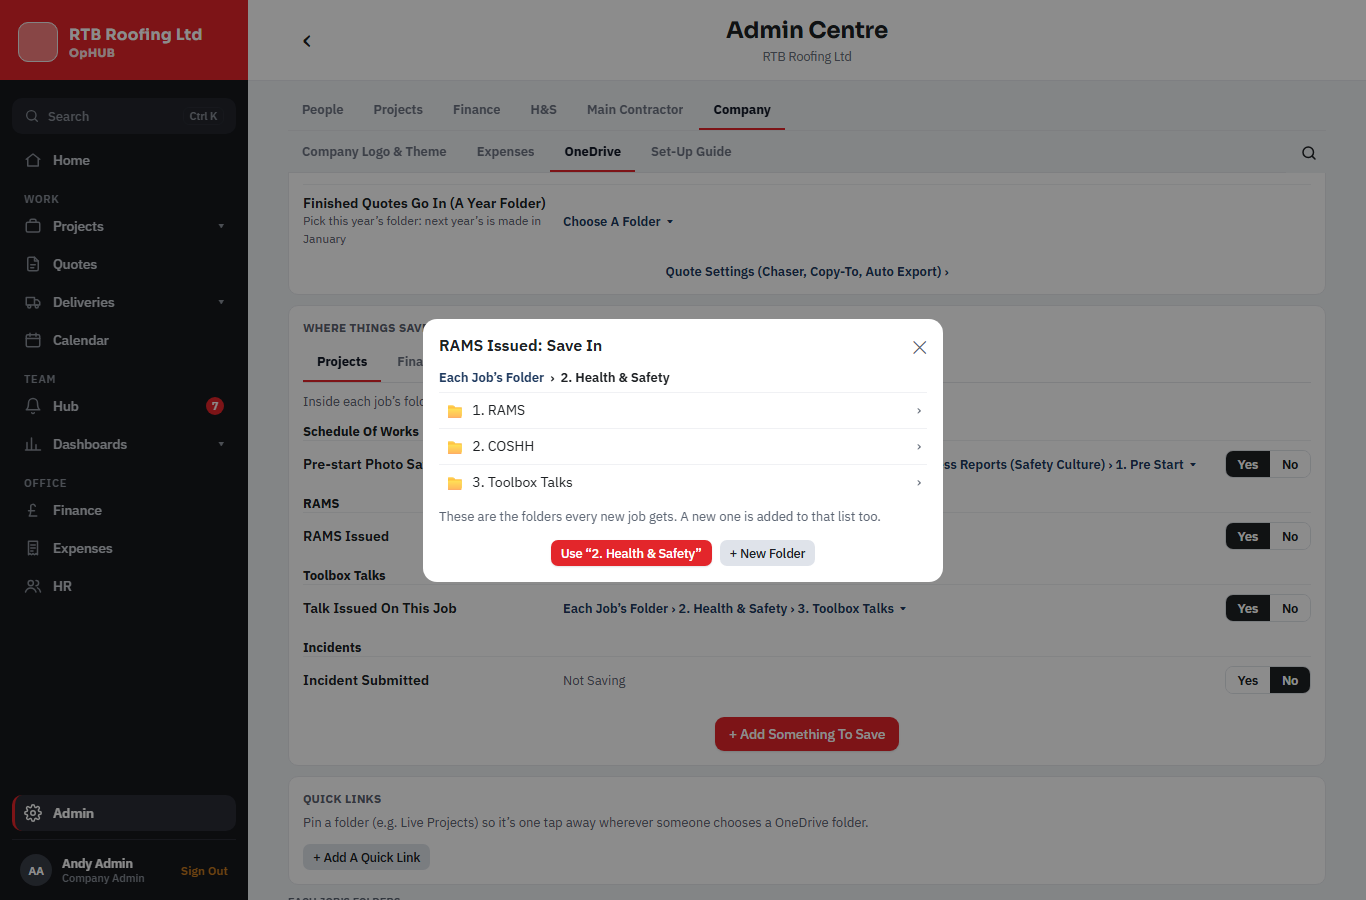 RTB Roofing Ltd
OpHUB
Search
Ctrl K
Home
WORK
Projects
Quotes
Deliveries
Calendar
TEAM
Hub
7
Dashboards
OFFICE
Finance
Expenses
HR
Admin
AA
Andy Admin
Company Admin
Sign Out
Admin Centre
RTB Roofing Ltd
People
Projects
Finance
H&S
Main Contractor
Company
Company Logo & Theme
Expenses
OneDrive
Set-Up Guide
Finished Quotes Go In (A Year Folder)
Pick this year’s folder: next year’s is made in
January
Choose A Folder
Quote Settings (Chaser, Copy-To, Auto Export) ›
WHERE THINGS
Projects
Inside each job’s
Schedule Of Works
Pre-start Photo
Reports (Safety Culture) › 1. Pre Start
Yes
No
RAMS
RAMS Issued
Yes
No
Toolbox Talks
Talk Issued On This Job
Each Job’s Folder › 2. Health & Safety › 3. Toolbox Talks
Yes
No
Incidents
Incident Submitted
Not Saving
Yes
No
+ Add Something To Save
QUICK LINKS
Pin a folder (e.g. Live Projects) so it’s one tap away wherever someone chooses a OneDrive folder.
+ Add A Quick Link
RAMS Issued: Save In
Each Job’s Folder › 2. Health & Safety
1. RAMS
2. COSHH
3. Toolbox Talks
These are the folders every new job gets. A new one is added to that list too.
Use “2. Health & Safety”
+ New Folder